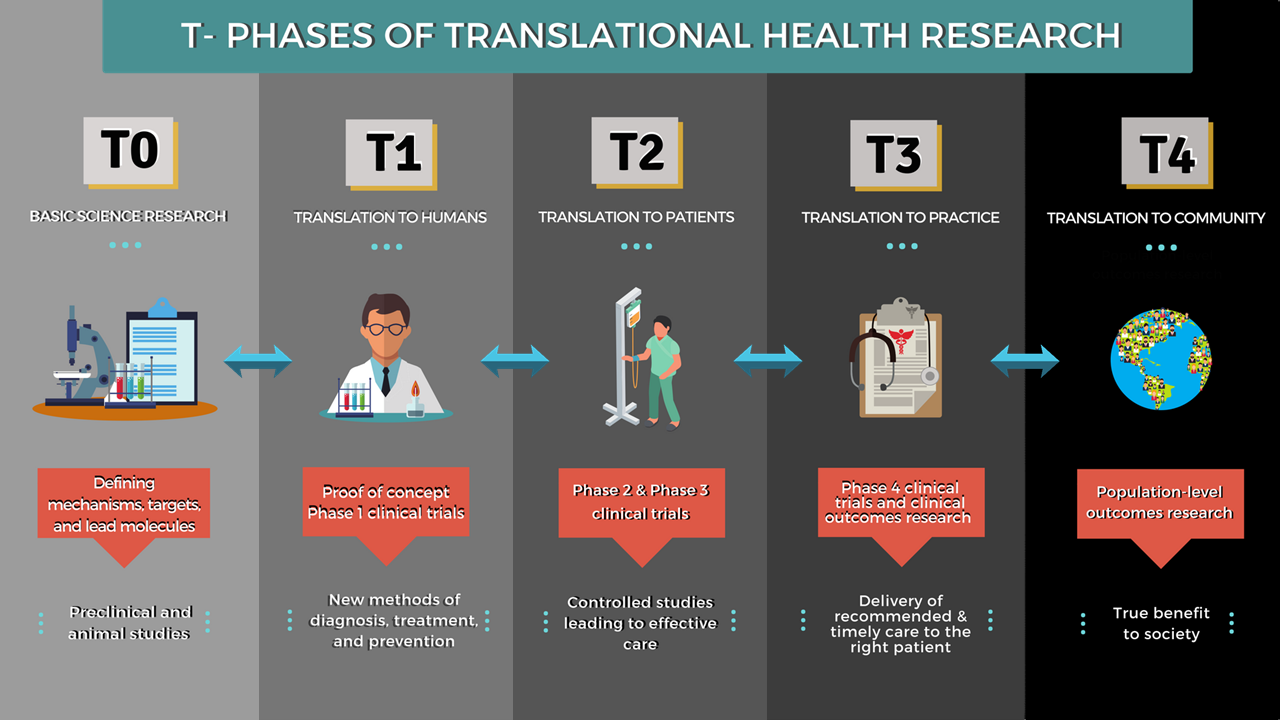 T- PHASES OF TRANSLATIONAL HEALTH RESEARCH
T0
BASIC SCIENCE RESEARCH
Defining
mechanisms, targets,
and lead molecules
Preclinical and
animal studies
T1
TRANSLATION TO HUMANS
Proof of concept
Phase 1 clinical trials
New methods of
diagnosis, treatment,
and prevention
T2
TRANSLATION TO PATIENTS
Phase 2 & Phase 3
clinical trials
Controlled studies
leading to effective
care
T3
TRANSLATION TO PRACTICE
Phase 4 clinical
trials and clinical
outcomes research
Delivery of
recommended &
timely care to the
right patient
T4
TRANSLATION TO COMMUNITY
Population-level
outcomes research
True benefit
to society